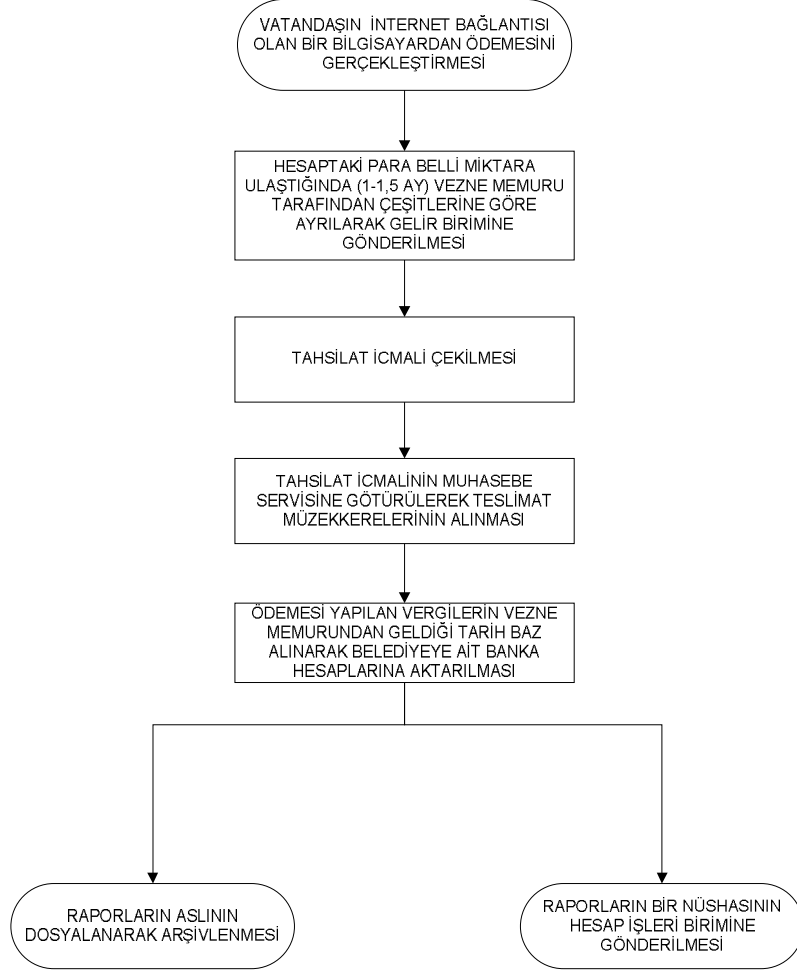 VATANDAŞIN İNTERNET BAĞLANTISI
OLAN BİR BİLGİSAYARDAN ÖDEMESİNİ
GERÇEKLEŞTİRMESİ
HESAPTAKİ PARA BELLİ MİKTARA
ULAŞTIĞINDA (1-1,5 AY) VEZNE MEMURU
TARAFINDAN ÇEŞİTLERİNE GÖRE
AYRILARAK GELİR BİRİMİNE
GÖNDERİLMESİ
TAHSİLAT İCMALİ ÇEKİLMESİ
TAHSİLAT İCMALİNİN MUHASEBE
SERVİSİNE GÖTÜRÜLEREK TESLİMAT
MÜZEKKERELERİNİN ALINMASI
ÖDEMESİ YAPILAN VERGİLERİN VEZNE
MEMURUNDAN GELDİĞİ TARİH BAZ
ALINARAK BELEDİYEYE AİT BANKA
HESAPLARINA AKTARILMASI
RAPORLARIN ASLININ
DOSYALANARAK ARŞİVLENMESİ
RAPORLARIN BİR NÜSHASININ
HESAP İŞLERİ BİRİMİNE
GÖNDERİLMESİ